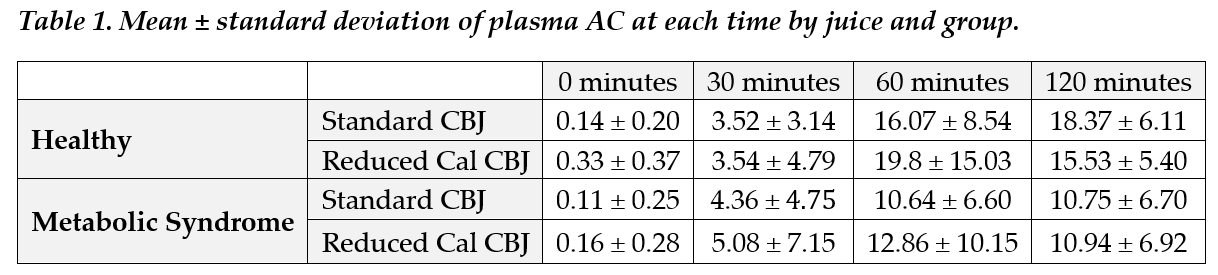 Table 1. Mean ± standard deviation of plasma AC at each time by juice and group.
0 minutes 30 minutes 60 minutes 120 minutes
Healthy Standard CBJ 0.14 ± 0.20 3.52 ± 3.14 16.07 ± 8.54 18.37 ± 6.11
Reduced Cal CBJ 0.33 ± 0.37 3.54 ± 4.79 19.8 ± 15.03 15.53 ± 5.40
Metabolic Syndrome Standard CBJ 0.11 ± 0.25 4.36 ± 4.75 10.64 ± 6.60 10.75 ± 6.70
Reduced Cal CBJ 0.16 ± 0.28 5.08 ± 7.15 12.86 ± 10.15 10.94 ± 6.92